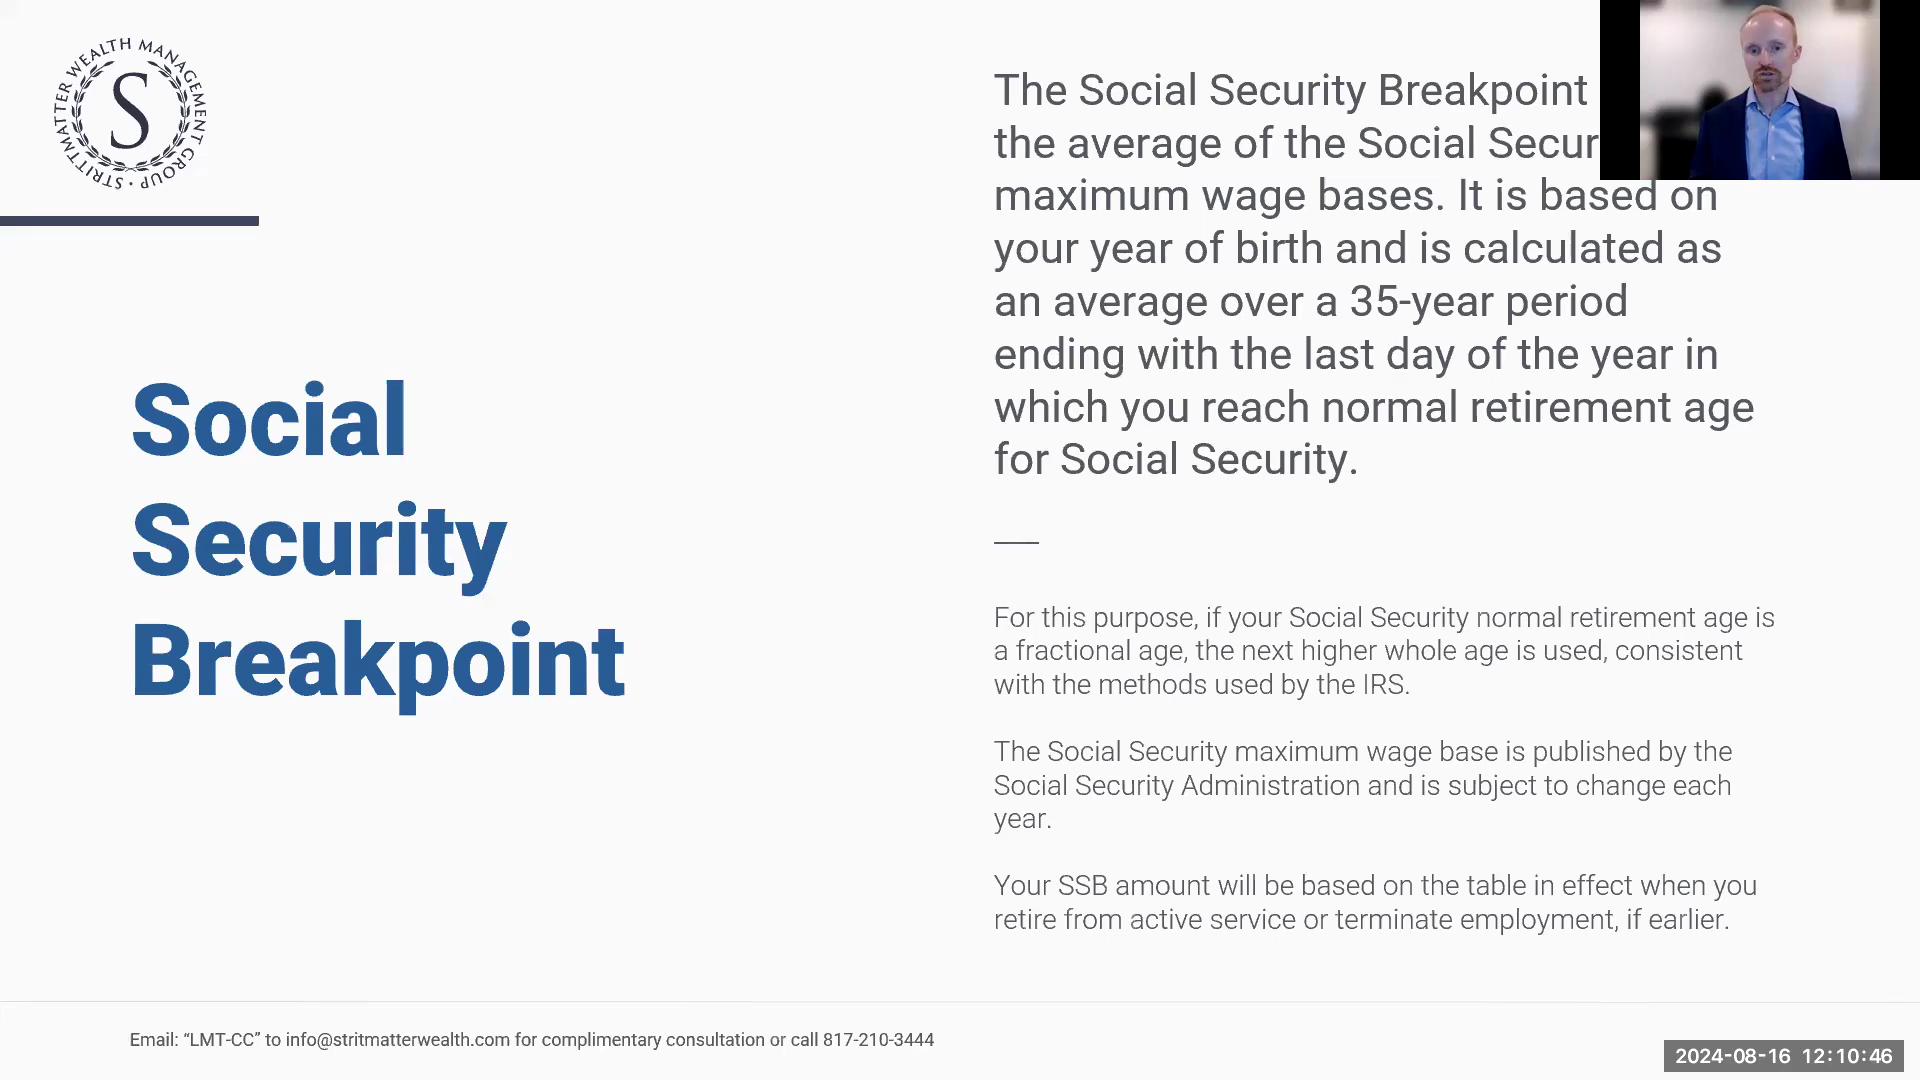 STRITTMATTER WEALTH MANAGEMENT GROUP ·
S
The Social Security Breakpoint
the average of the Social Secur
maximum wage bases. It is based on
your year of birth and is calculated as
an average over a 35-year period
ending with the last day of the year in
which you reach normal retirement age
for Social Security.
Social
Security
Breakpoint
For this purpose, if your Social Security normal retirement age is
a fractional age, the next higher whole age is used, consistent
with the methods used by the IRS.
The Social Security maximum wage base is published by the
Social Security Administration and is subject to change each
year.
Your SSB amount will be based on the table in effect when you
retire from active service or terminate employment, if earlier.
Email: “LMT-CC” to info@stritmatterwealth.com for complimentary consultation or call 817-210-3444
2024-08-16 12:10:46